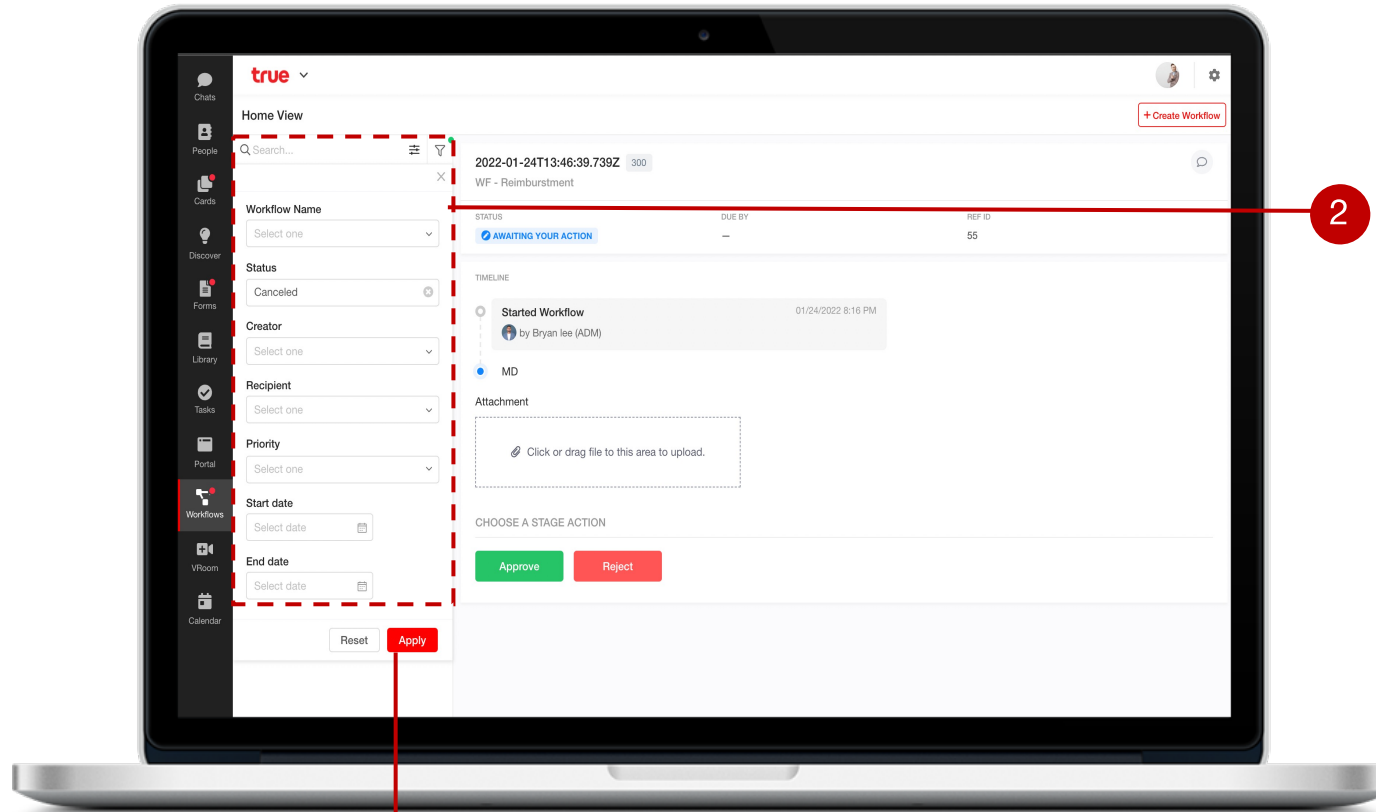 true
Chats
People
Cards
Discover
Forms
Library
Tasks
Portal
Workflows
VRoom
Calendar
Home View
+ Create Workflow
Search...
Workflow Name
Select one
Status
Canceled
Creator
Select one
Recipient
Select one
Priority
Select one
Start date
Select date
End date
Select date
Reset Apply
2022-01-24T13:46:39.739Z 300
WF - Reimburstment
STATUS DUE BY REF ID
AWAITING YOUR ACTION — 55
TIMELINE
Started Workflow 01/24/2022 8:16 PM
by Bryan lee (ADM)
MD
Attachment
Click or drag file to this area to upload.
CHOOSE A STAGE ACTION
Approve Reject
2